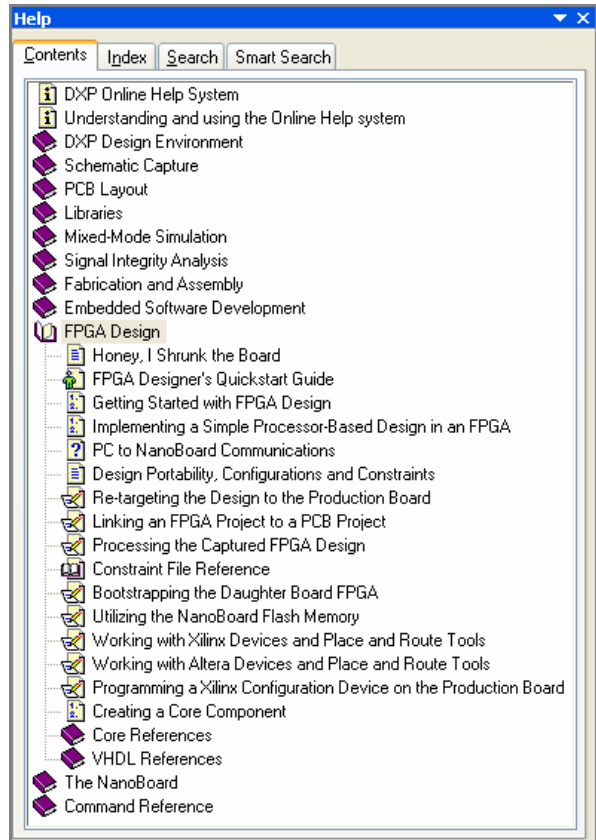 Help
Contents Index Search Smart Search
DXP Online Help System
Understanding and using the Online Help system
DXP Design Environment
Schematic Capture
PCB Layout
Libraries
Mixed-Mode Simulation
Signal Integrity Analysis
Fabrication and Assembly
Embedded Software Development
FPGA Design
Honey, I Shrunk the Board
FPGA Designer's Quickstart Guide
Getting Started with FPGA Design
Implementing a Simple Processor-Based Design in an FPGA
PC to NanoBoard Communications
Design Portability, Configurations and Constraints
Re-targeting the Design to the Production Board
Linking an FPGA Project to a PCB Project
Processing the Captured FPGA Design
Constraint File Reference
Bootstrapping the Daughter Board FPGA
Utilizing the NanoBoard Flash Memory
Working with Xilinx Devices and Place and Route Tools
Working with Altera Devices and Place and Route Tools
Programming a Xilinx Configuration Device on the Production Board
Creating a Core Component
Core References
VHDL References
The NanoBoard
Command Reference